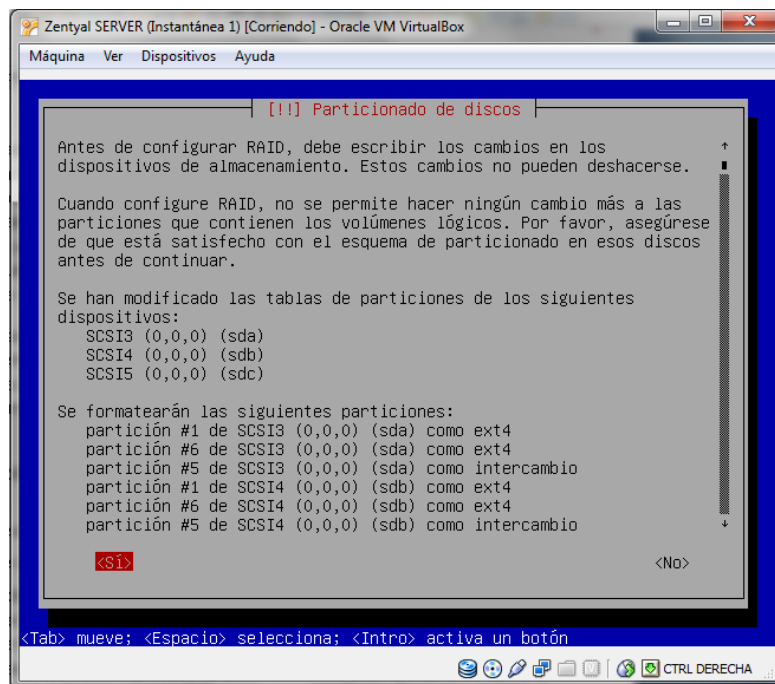 Zentyal SERVER (Instantánea 1) [Corriendo] - Oracle VM VirtualBox
Máquina Ver Dispositivos Ayuda
[!!] Particionado de discos
Antes de configurar RAID, debe escribir los cambios en los
dispositivos de almacenamiento. Estos cambios no pueden deshacerse.
Cuando configure RAID, no se permite hacer ningún cambio más a las
particiones que contienen los volúmenes lógicos. Por favor, asegúrese
de que está satisfecho con el esquema de particionado en esos discos
antes de continuar.
Se han modificado las tablas de particiones de los siguientes
dispositivos:
SCSI3 (0,0,0) (sda)
SCSI4 (0,0,0) (sdb)
SCSI5 (0,0,0) (sdc)
Se formatearán las siguientes particiones:
partición #1 de SCSI3 (0,0,0) (sda) como ext4
partición #6 de SCSI3 (0,0,0) (sda) como ext4
partición #5 de SCSI3 (0,0,0) (sda) como intercambio
partición #1 de SCSI4 (0,0,0) (sdb) como ext4
partición #6 de SCSI4 (0,0,0) (sdb) como ext4
partición #5 de SCSI4 (0,0,0) (sdb) como intercambio
<Sí> <No>
<Tab> mueve; <Espacio> selecciona; <Intro> activa un botón
CTRL DERECHA